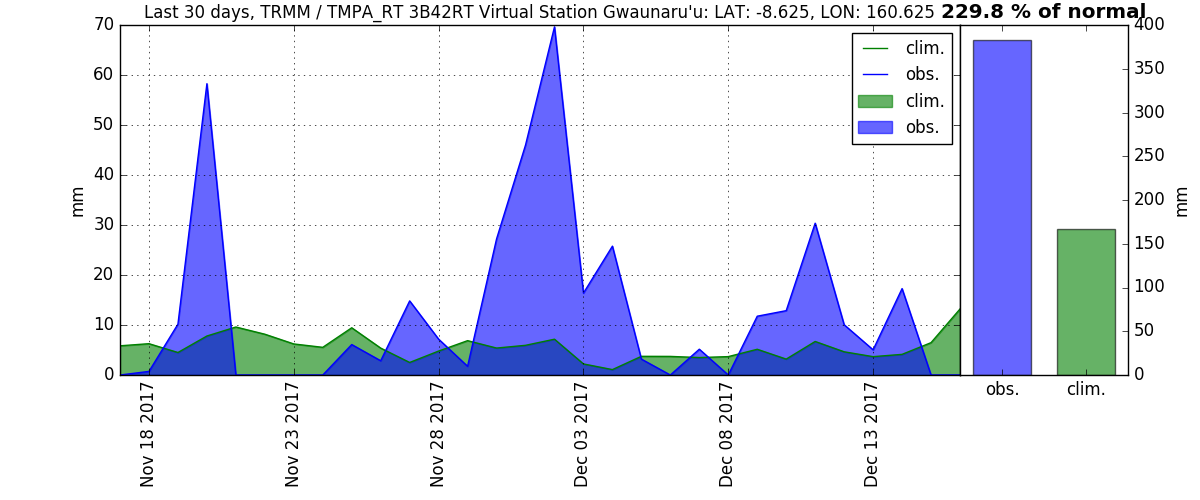 Last 30 days, TRMM / TMPA_RT 3B42RT Virtual Station Gwaunaru'u: LAT: -8.625, LON: 160.625 229.8 % of normal
70
60
50
40
30
20
10
0
mm
clim.
obs.
clim.
obs.
400
350
300
250
200
150
100
50
0
mm
Nov 18 2017
Nov 23 2017
Nov 28 2017
Dec 03 2017
Dec 08 2017
Dec 13 2017
obs.
clim.